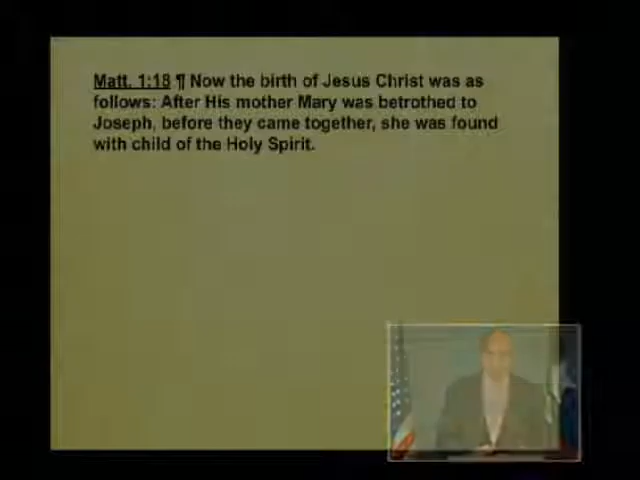 Matt. 1:18 ¶ Now the birth of Jesus Christ was as
follows: After His mother Mary was betrothed to
Joseph, before they came together, she was found
with child of the Holy Spirit.